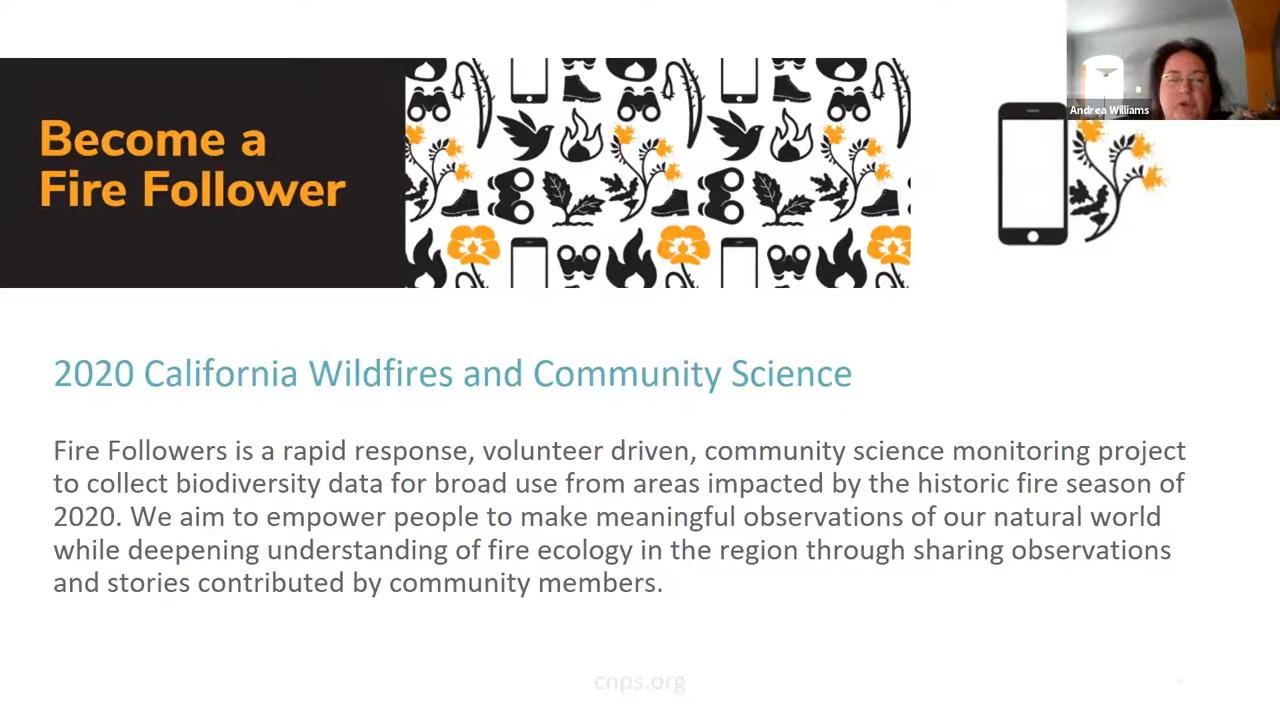 Andrea Williams
Become a
Fire Follower
2020 California Wildfires and Community Science
Fire Followers is a rapid response, volunteer driven, community science monitoring project
to collect biodiversity data for broad use from areas impacted by the historic fire season of
2020. We aim to empower people to make meaningful observations of our natural world
while deepening understanding of fire ecology in the region through sharing observations
and stories contributed by community members.
cnps.org